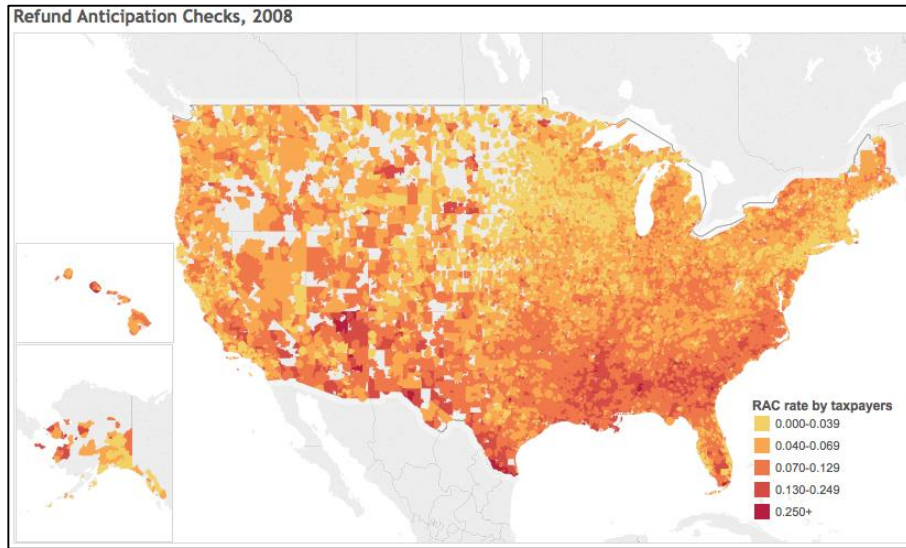 Refund Anticipation Checks, 2008
RAC rate by taxpayers
0.000-0.039
0.040-0.069
0.070-0.129
0.130-0.249
0.250+